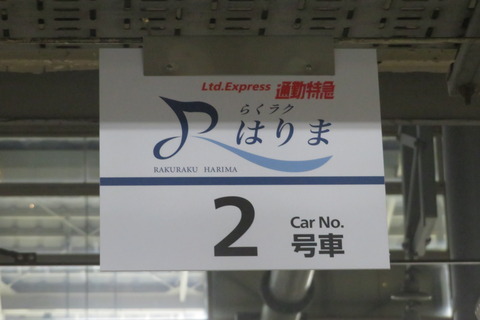 Ltd.Express 通勤特急
らくラク
はりま
RAKURAKU HARIMA
2 Car No.
号車